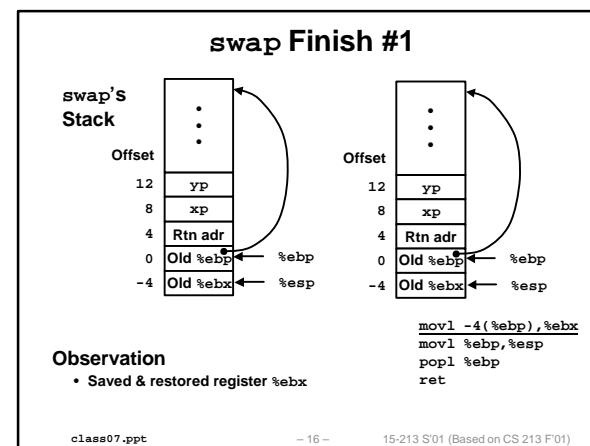 swap Finish #1
swap's
Stack
•
•
•
Offset
12 yp
8 xp
4 Rtn adr
0 Old %ebp %ebp
-4 Old %ebx %esp
•
•
•
Offset
12 yp
8 xp
4 Rtn adr
0 Old %ebp %ebp
-4 Old %ebx %esp
movl -4(%ebp),%ebx
movl %ebp,%esp
popl %ebp
ret
Observation
• Saved & restored register %ebx
class07.ppt – 16 – 15-213 S'01 (Based on CS 213 F'01)